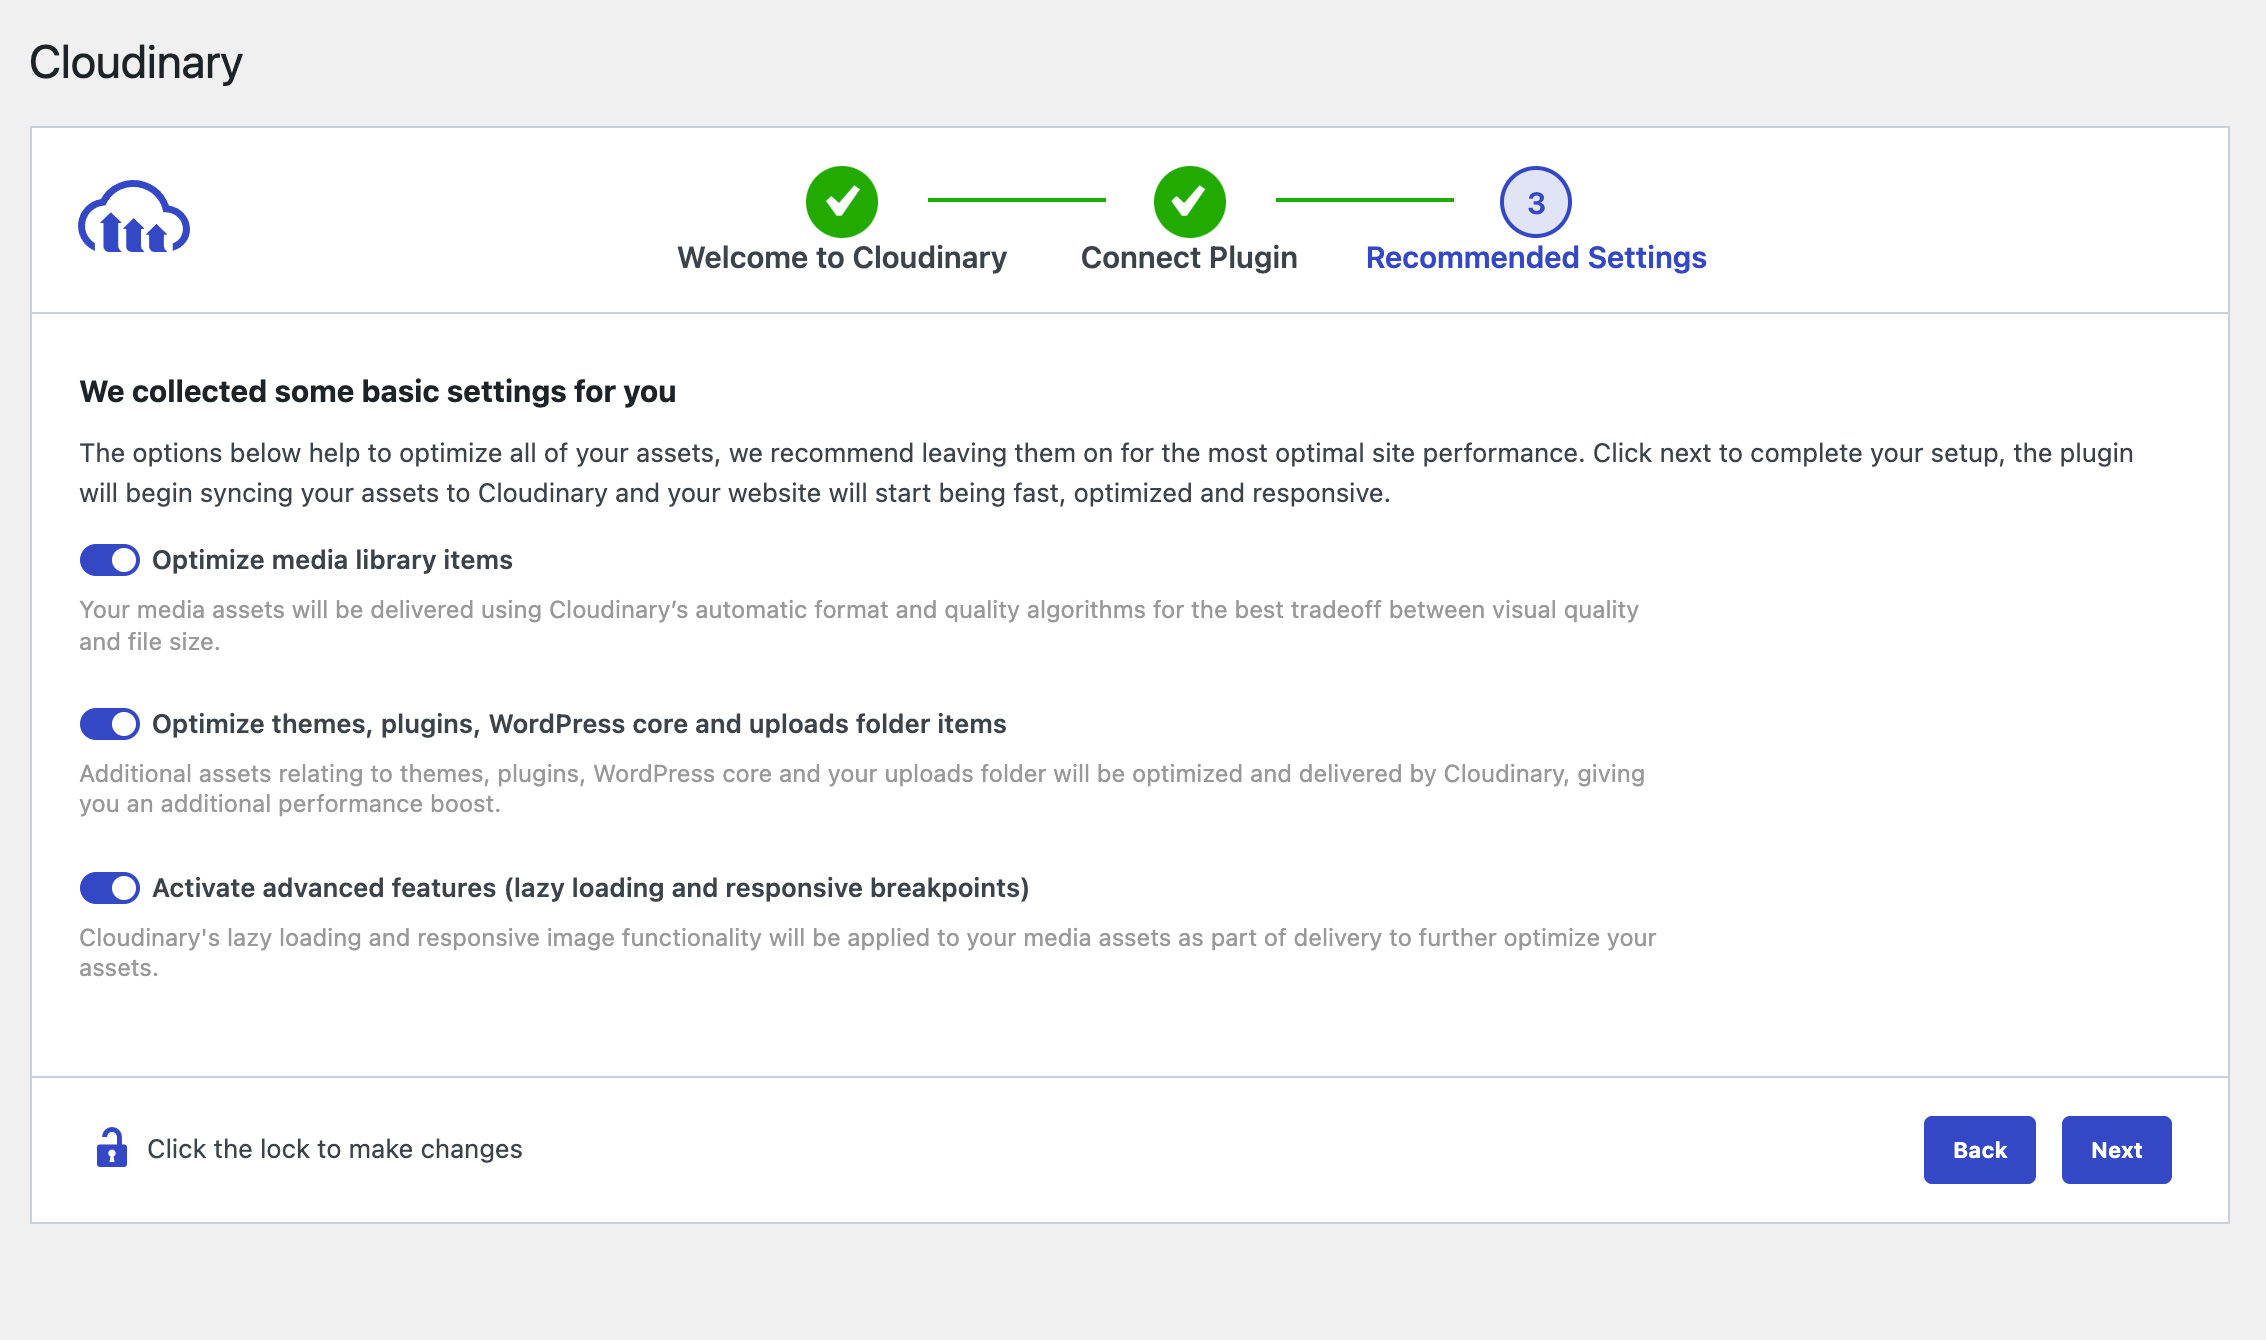 Cloudinary
3
Welcome to Cloudinary
Connect Plugin
Recommended Settings
We collected some basic settings for you
The options below help to optimize all of your assets, we recommend leaving them on for the most optimal site performance. Click next to complete your setup, the plugin
will begin syncing your assets to Cloudinary and your website will start being fast, optimized and responsive.
Optimize media library items
Your media assets will be delivered using Cloudinary’s automatic format and quality algorithms for the best tradeoff between visual quality
and file size.
Optimize themes, plugins, WordPress core and uploads folder items
Additional assets relating to themes, plugins, WordPress core and your uploads folder will be optimized and delivered by Cloudinary, giving
you an additional performance boost.
Activate advanced features (lazy loading and responsive breakpoints)
Cloudinary's lazy loading and responsive image functionality will be applied to your media assets as part of delivery to further optimize your
assets.
Click the lock to make changes
Back
Next